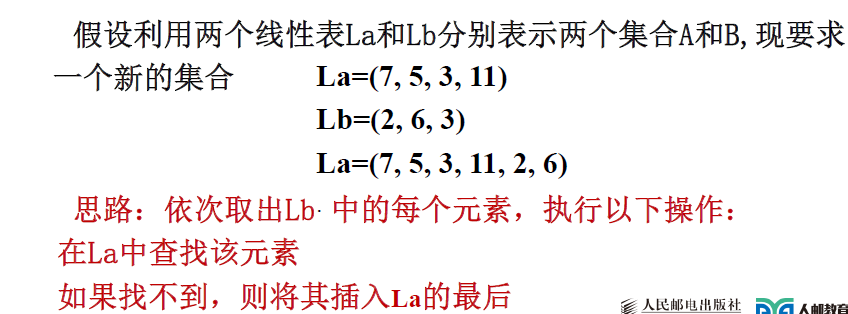 假设利用两个线性表La和Lb分别表示两个集合A和B,现要求
一个新的集合 La=(7, 5, 3, 11)
Lb=(2, 6, 3)
La=(7, 5, 3, 11, 2, 6)
思路：依次取出Lb. 中的每个元素，执行以下操作：
在La中查找该元素
如果找不到，则将其插入La的最后
人民邮电出版社 人邮教育